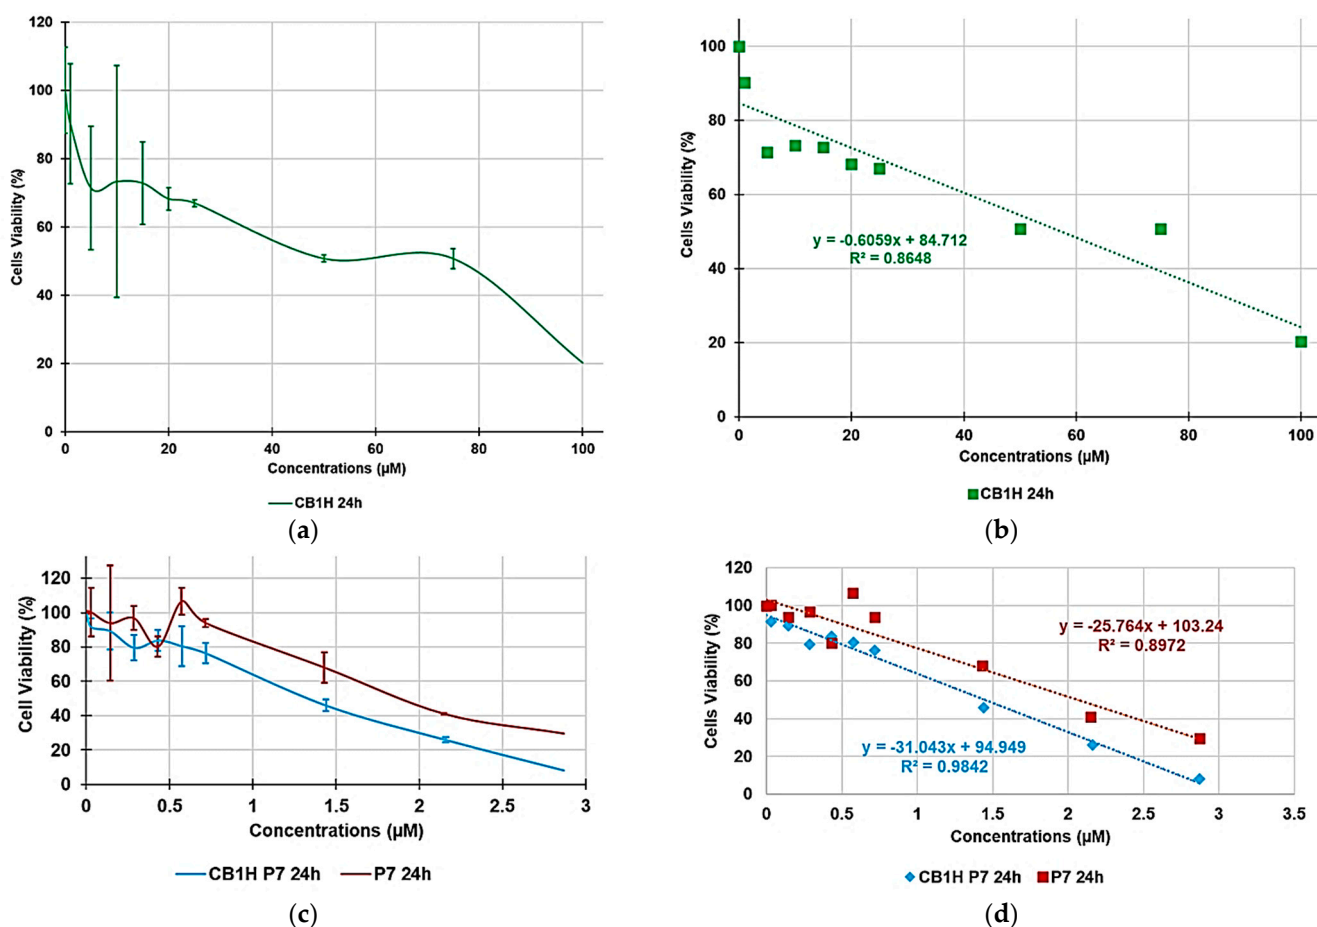 120
100
80
60
40
20
0
Cells Viability (%)
0 20 40 60 80 100
Concentrations (µM)
CB1H 24h
(a)
100
80
60
40
20
0
Cells Viability (%)
y = -0.6059x + 84.712
R² = 0.8648
0 20 40 60 80 100
Concentrations (µM)
CB1H 24h
(b)
120
100
80
60
40
20
0
Cell Viability (%)
0 0.5 1 1.5 2 2.5 3
Concentrations (µM)
CB1H P7 24h P7 24h
(c)
120
100
80
60
40
20
0
Cells Viability (%)
y = -25.764x + 103.24
R² = 0.8972
y = -31.043x + 94.949
R² = 0.9842
0 0.5 1 1.5 2 2.5 3 3.5
Concentrations (µM)
CB1H P7 24h P7 24h
(d)